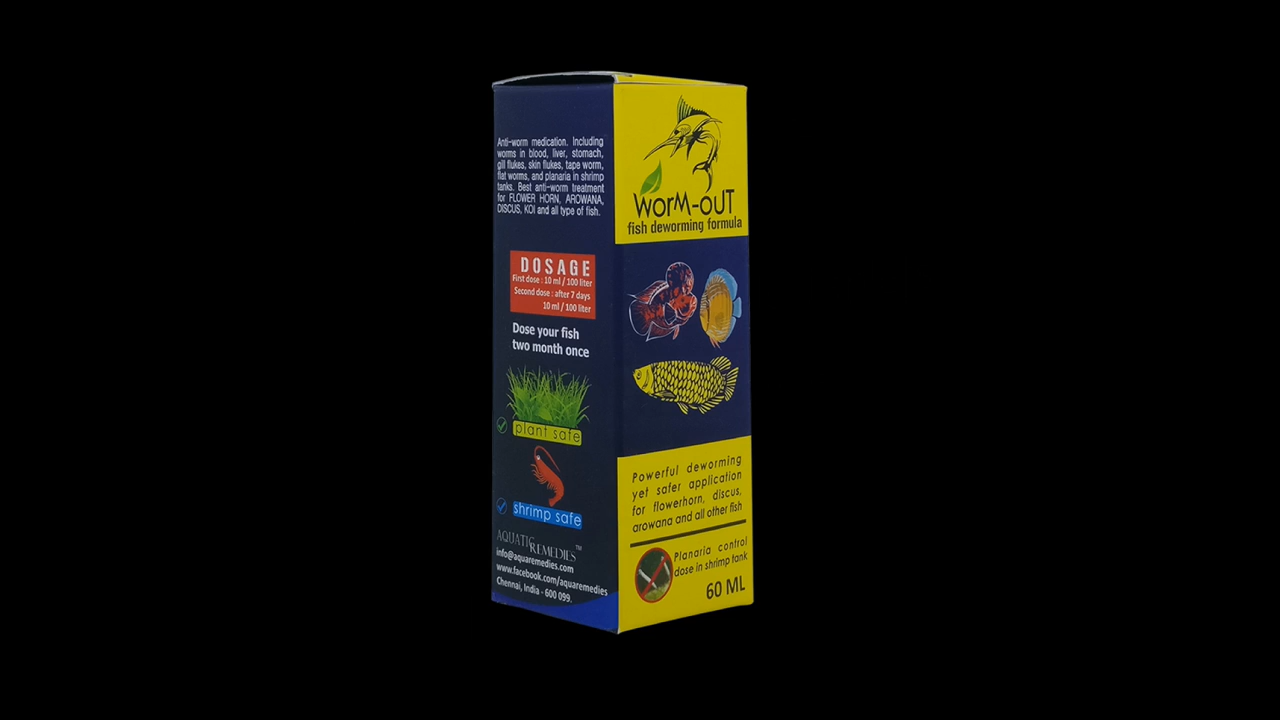 Anti-worm medication. Including
worms in blood, liver, stomach,
gill flukes, skin flukes, tape worm,
flat worms, and planaria in shrimp
tanks. Best anti-worm treatment
for FLOWER HORN, AROWANA,
DISCUS, KOI and all type of fish.
DOSAGE
First dose : 10 ml / 100 liter
Second dose : after 7 days
10 ml / 100 liter
Dose your fish
two month once
plant safe
shrimp safe
AQUATIC
REMEDIES™
info@aquaremedies.com
www.facebook.com/aquaremedies
Chennai, India - 600 099.
WorM-ouT
fish deworming formula
Powerful deworming
yet safer application
for flowerhorn, discus,
arowana and all other fish
Planaria control
dose in shrimp tank
60 ML